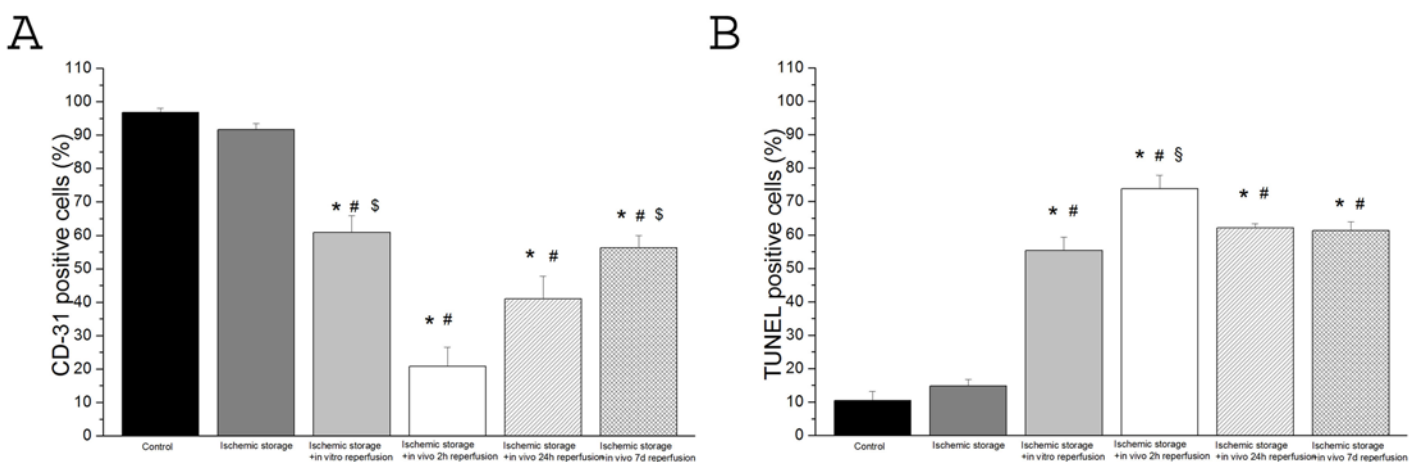 A
CD-31 positive cells (%)
110
100
90
80
70
60
50
40
30
20
10
0
* # $
* #
* #
* # $
Control
Ischemic storage
Ischemic storage
+in vitro reperfusion
Ischemic storage
+in vivo 2h reperfusion
Ischemic storage
+in vivo 24h reperfusion
Ischemic storage
+in vivo 7d reperfusion
B
TUNEL positive cells (%)
110
100
90
80
70
60
50
40
30
20
10
0
* #
* # §
* #
* #
Control
Ischemic storage
Ischemic storage
+in vitro reperfusion
Ischemic storage
+in vivo 2h reperfusion
Ischemic storage
+in vivo 24h reperfusion
Ischemic storage
+in vivo 7d reperfusion